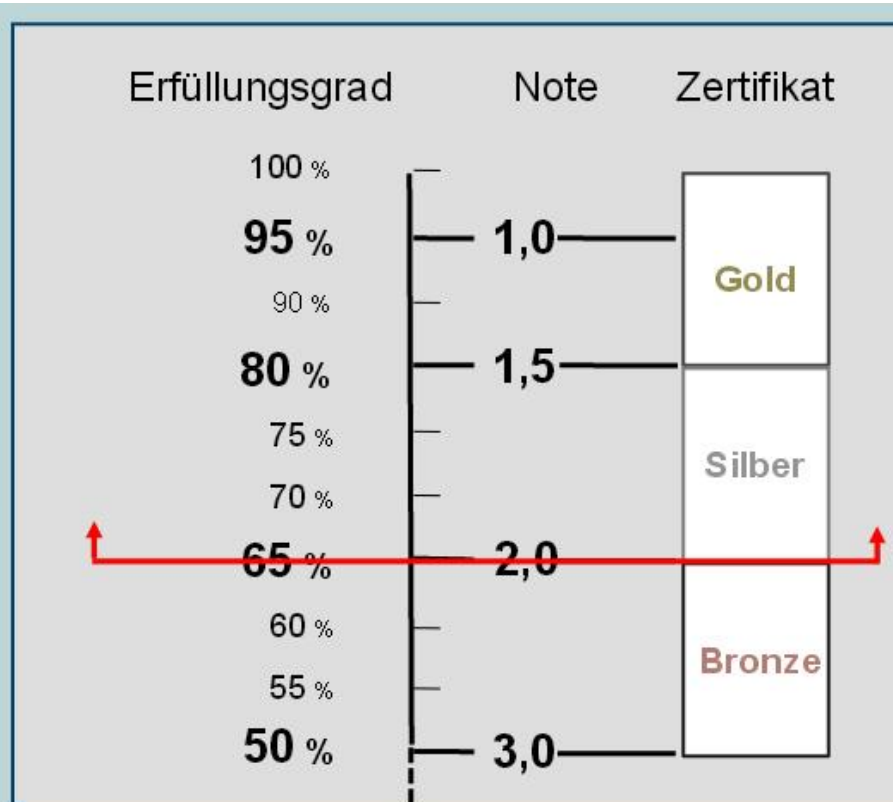 Erfüllungsgrad Note Zertifikat
100 %
95 % 1,0
Gold
90 %
80 % 1,5
75 %
Silber
70 %
65 % 2,0
60 %
Bronze
55 %
50 % 3,0